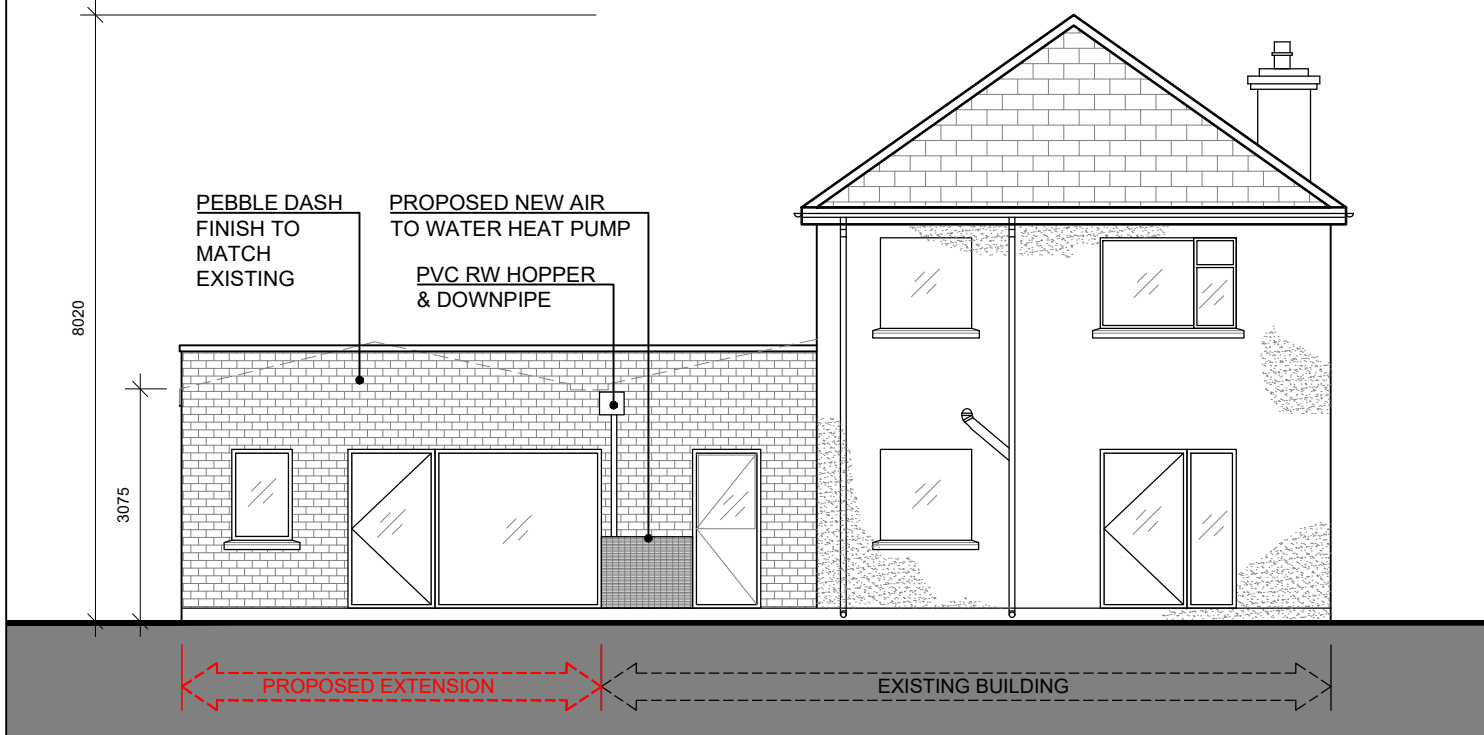 PEBBLE DASH
FINISH TO
MATCH
EXISTING
PROPOSED NEW AIR
TO WATER HEAT PUMP
PVC RW HOPPER
& DOWNPIPE
8020
3075
PROPOSED EXTENSION
EXISTING BUILDING